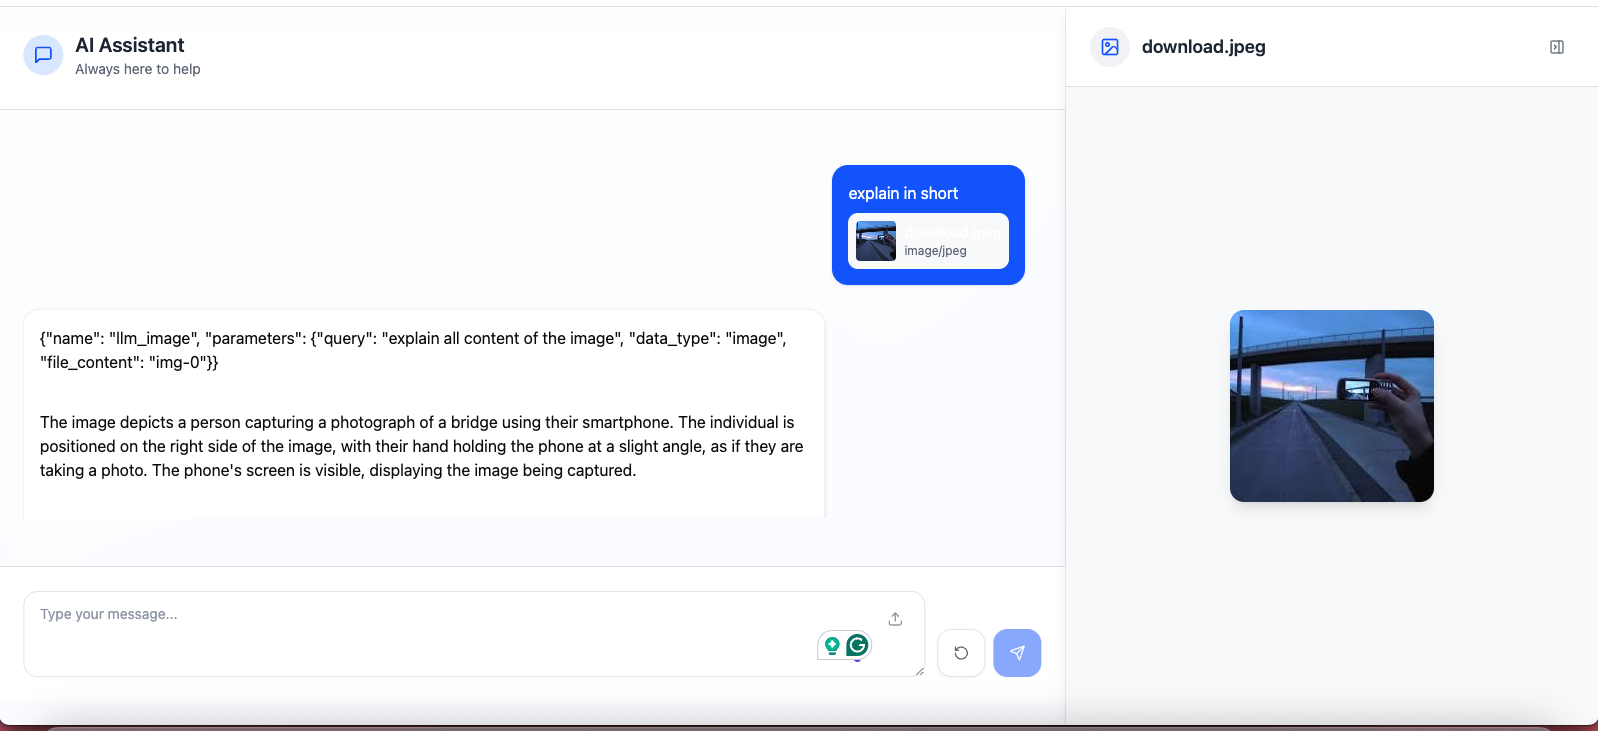 AI Assistant
Always here to help
download.jpeg
explain in short
download.jpeg
image/jpeg
{"name": "llm_image", "parameters": {"query": "explain all content of the image", "data_type": "image",
"file_content": "img-0"}}
The image depicts a person capturing a photograph of a bridge using their smartphone. The individual is
positioned on the right side of the image, with their hand holding the phone at a slight angle, as if they are
taking a photo. The phone's screen is visible, displaying the image being captured.
Type your message...